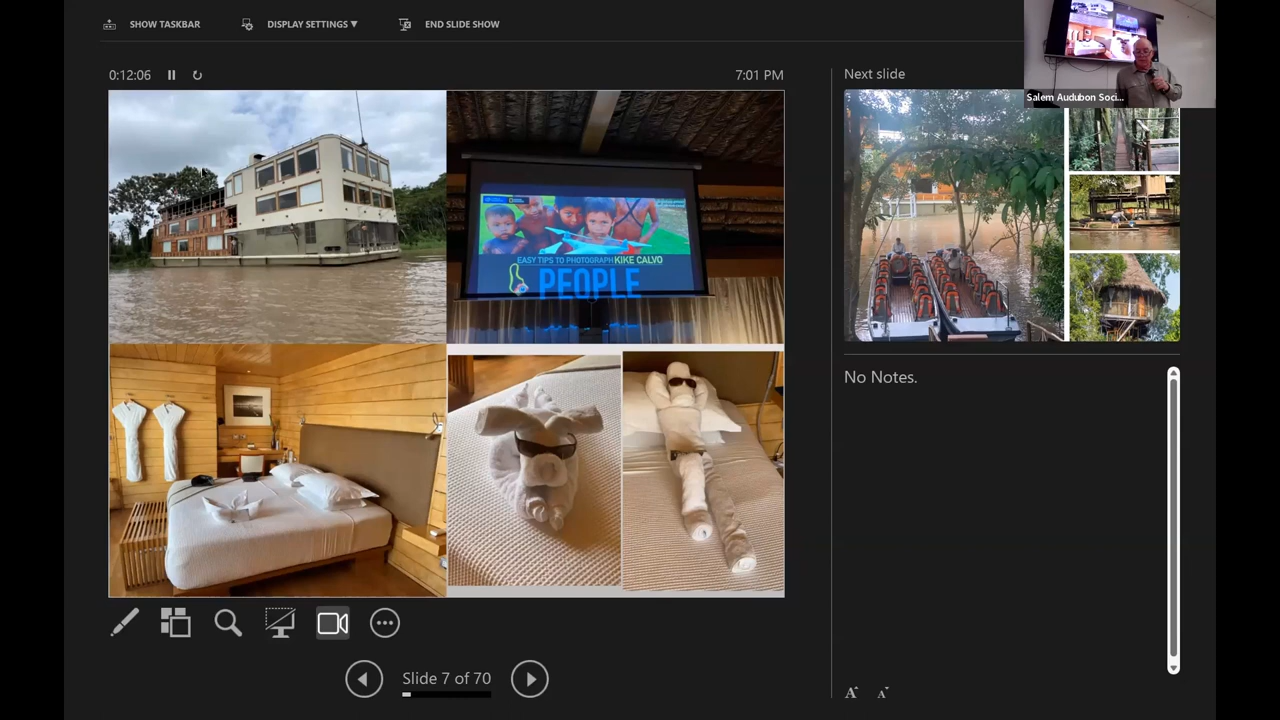 SHOW TASKBAR
DISPLAY SETTINGS ▼
END SLIDE SHOW
0:12:06
7:01 PM
Next slide
Salem Audubon Soci...
EASY TIPS TO PHOTOGRAPH KIKE CALVO
PEOPLE
No Notes.
Slide 7 of 70
A
A